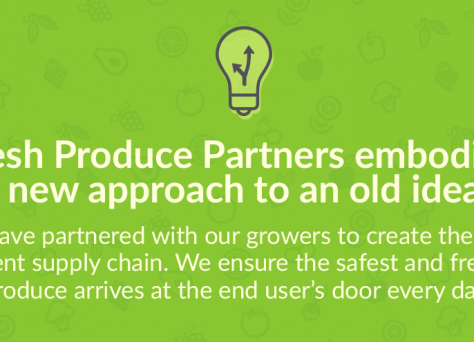 esh Produce Partners embodi
new approach to an old idea
ave partnered with our growers to create the
ent supply chain. We ensure the safest and fre
roduce arrives at the end user's door every da